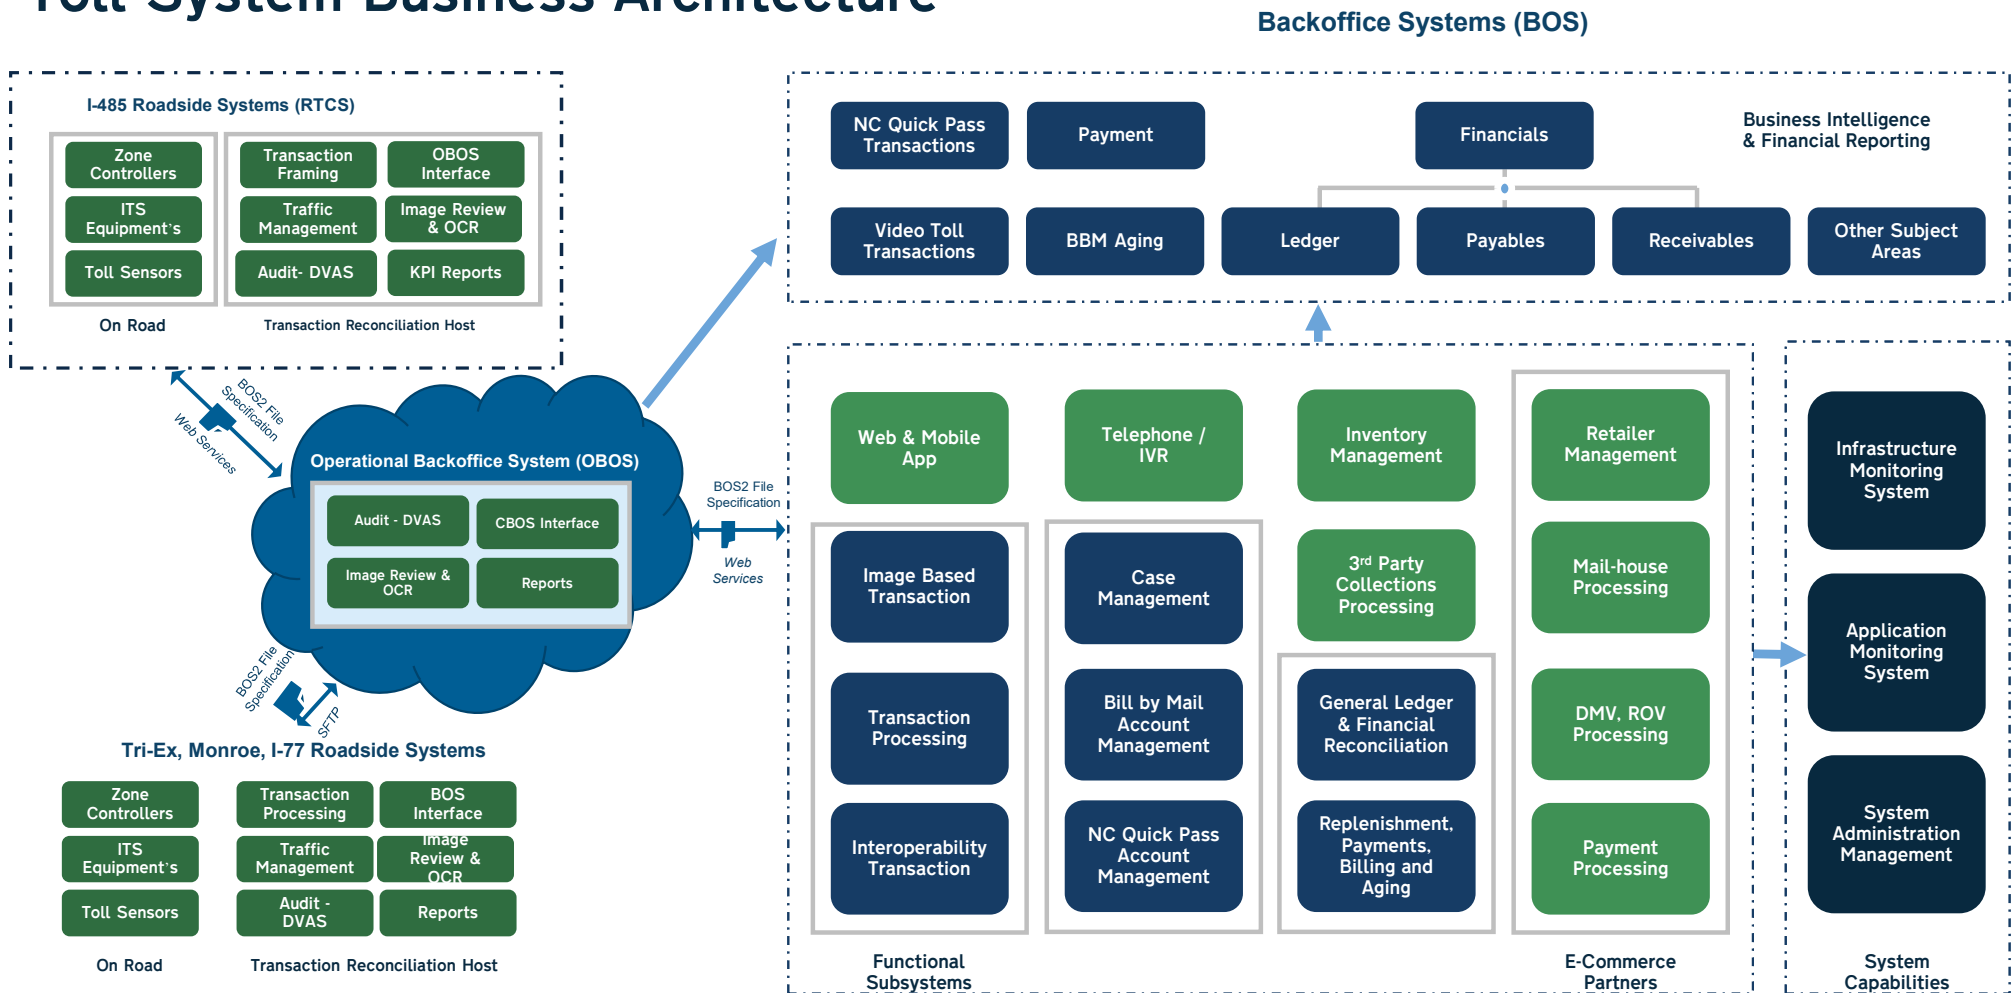 Toll System Business Architecture
Backoffice Systems (BOS)
I-485 Roadside Systems (RTCS)
Zone
Controllers
ITS
Equipment's
Toll Sensors
On Road
Transaction
Framing
OBOS
Interface
Traffic
Management
Image Review
& OCR
Audit- DVAS
KPI Reports
Transaction Reconciliation Host
BOS2 File
Specification
Web Services
Operational Backoffice System (OBOS)
Audit - DVAS
CBOS Interface
Image Review &
OCR
Reports
BOS2 File
Specification
Web
Services
BOS2 File
Specification
SFTP
Tri-Ex, Monroe, I-77 Roadside Systems
Zone
Controllers
ITS
Equipment's
Toll Sensors
On Road
Transaction
Processing
BOS
Interface
Traffic
Management
Image
Review &
OCR
Audit -
DVAS
Reports
Transaction Reconciliation Host
NC Quick Pass
Transactions
Payment
Financials
Business Intelligence
& Financial Reporting
Video Toll
Transactions
BBM Aging
Ledger
Payables
Receivables
Other Subject
Areas
Web & Mobile
App
Telephone /
IVR
Inventory
Management
Retailer
Management
Image Based
Transaction
Case
Management
3rd Party
Collections
Processing
Mail-house
Processing
Transaction
Processing
Bill by Mail
Account
Management
General Ledger
& Financial
Reconciliation
DMV, ROV
Processing
Interoperability
Transaction
NC Quick Pass
Account
Management
Replenishment,
Payments,
Billing and
Aging
Payment
Processing
Functional
Subsystems
E-Commerce
Partners
Infrastructure
Monitoring
System
Application
Monitoring
System
System
Administration
Management
System
Capabilities